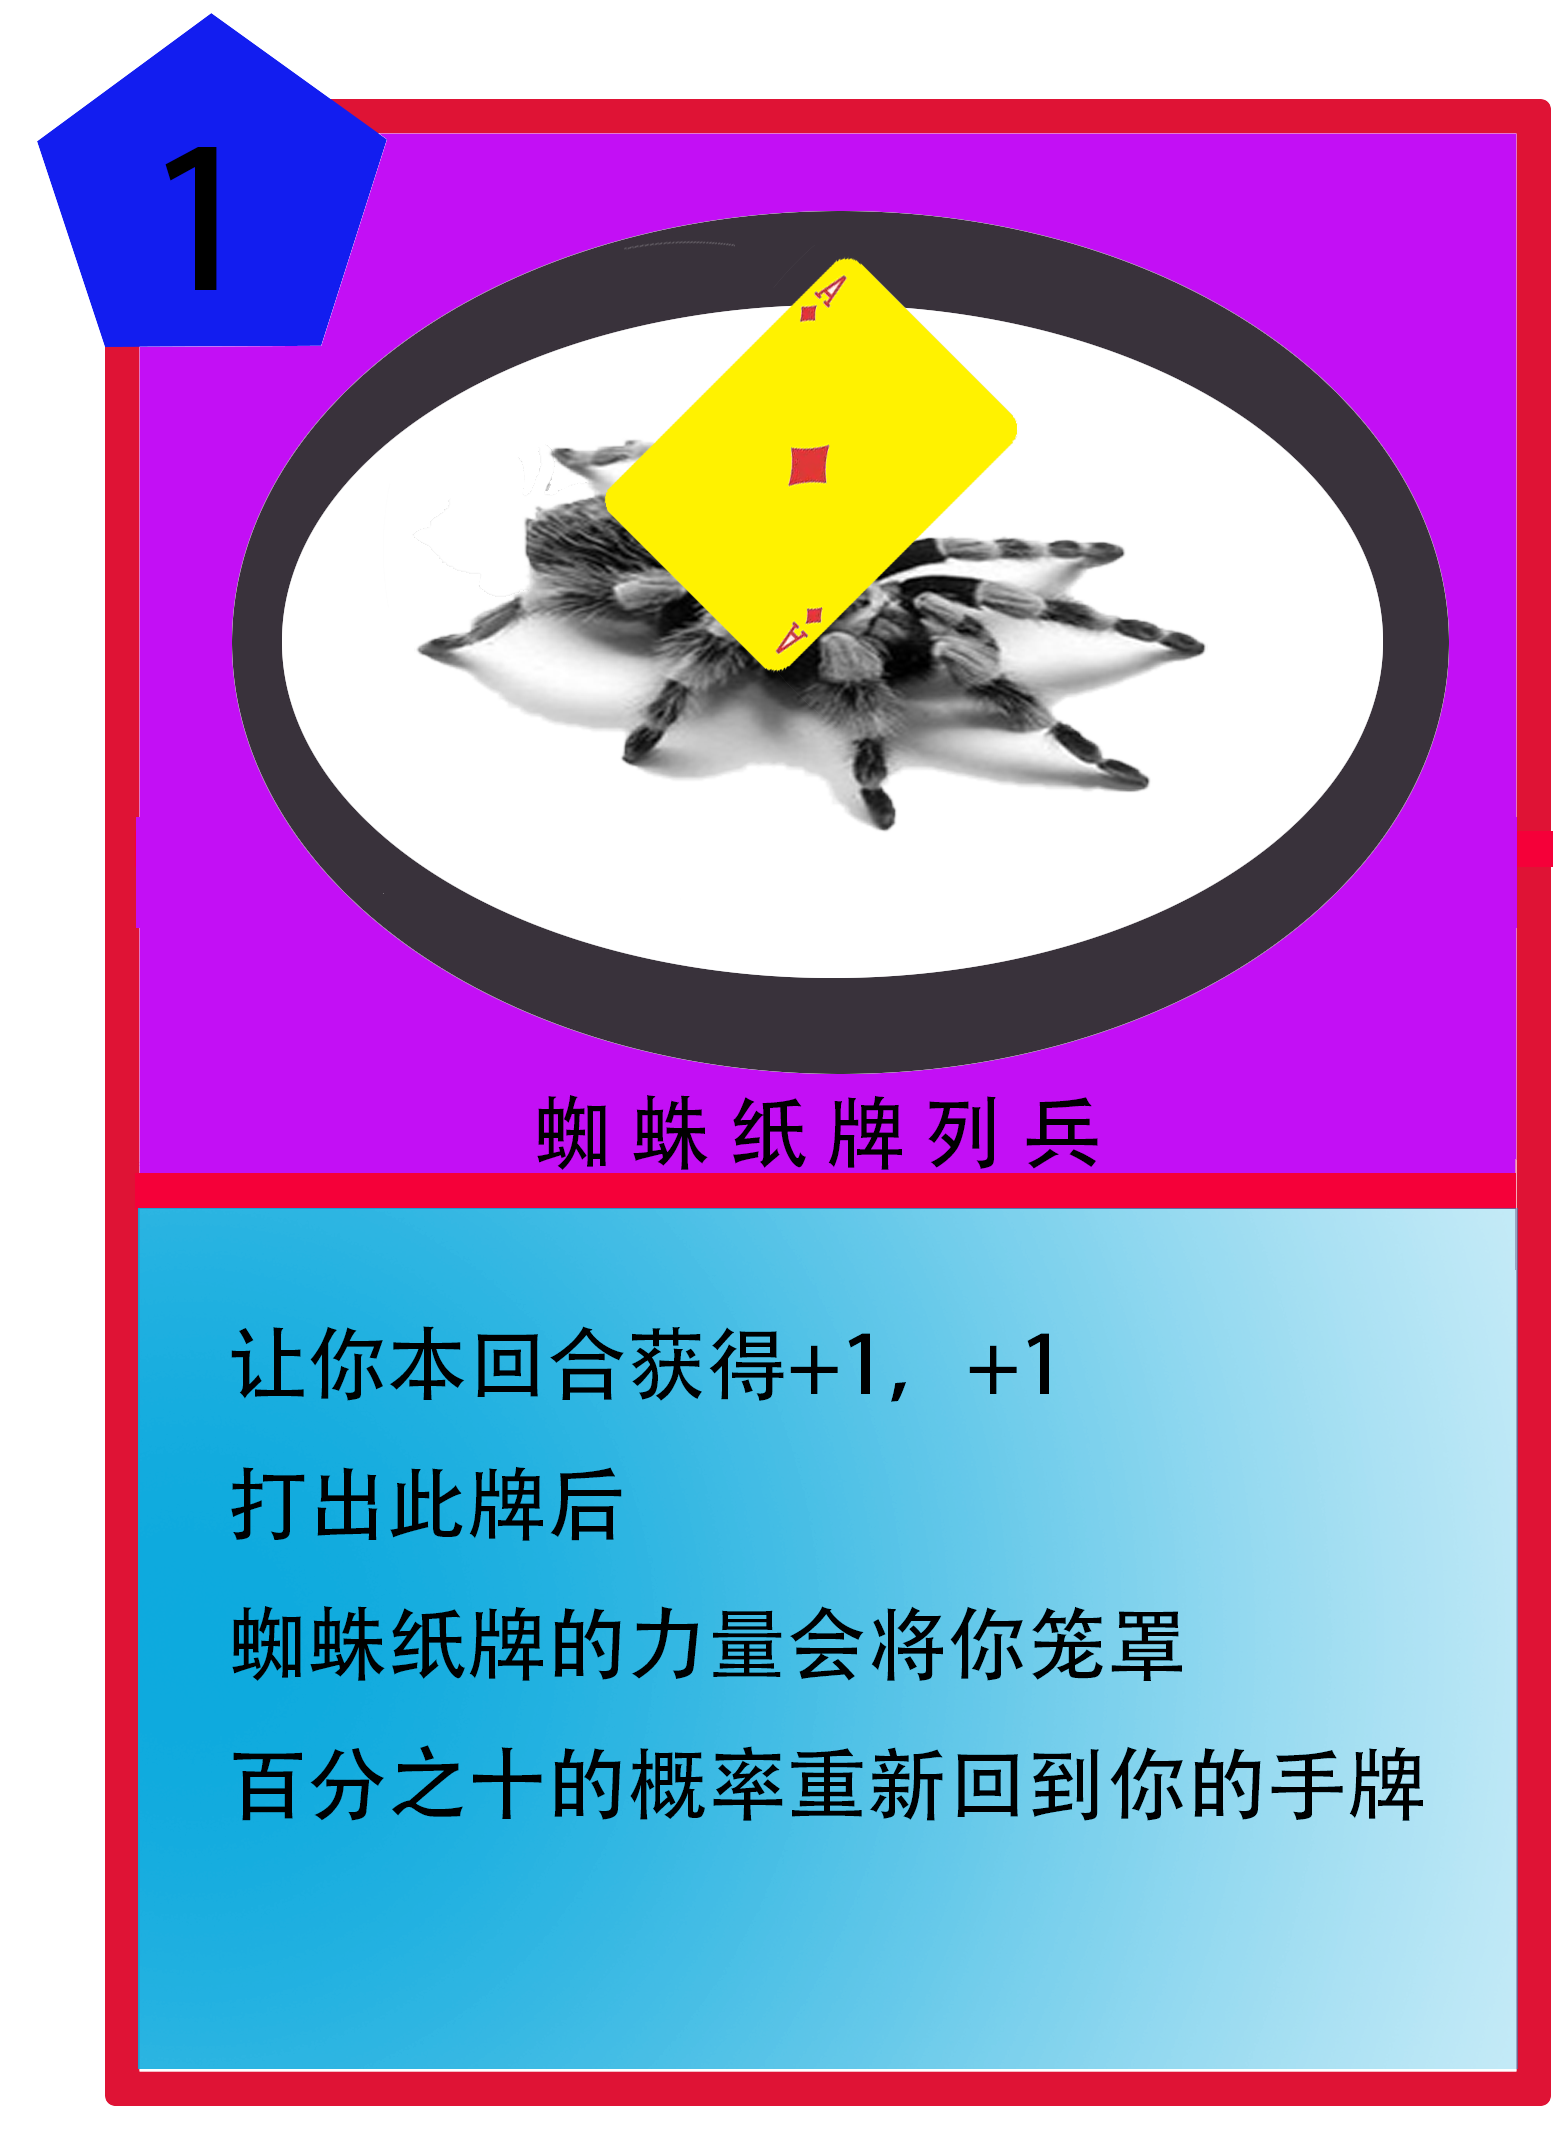 1
A
A
蜘蛛纸牌列兵
让你本回合获得+1, +1
打出此牌后
蜘蛛纸牌的力量会将你笼罩
百分之十的概率重新回到你的手牌